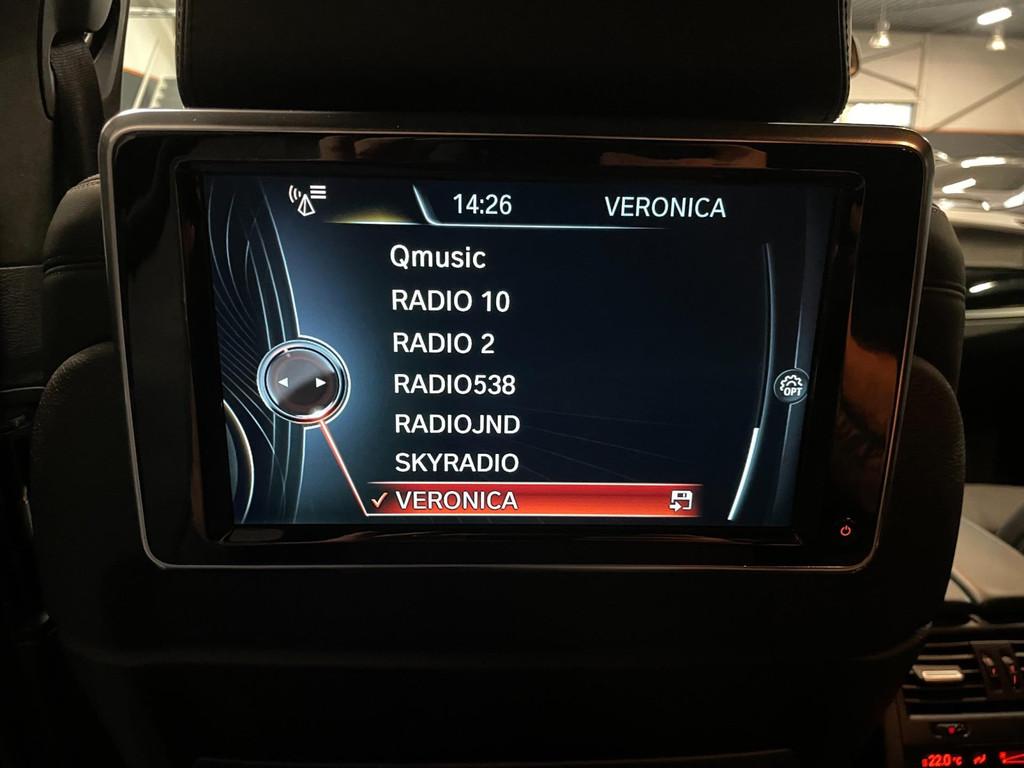 14:26 VERONICA
Qmusic
RADIO 10
RADIO 2
RADIO538
RADIOJND
SKYRADIO
VERONICA
OPT
22.0°C